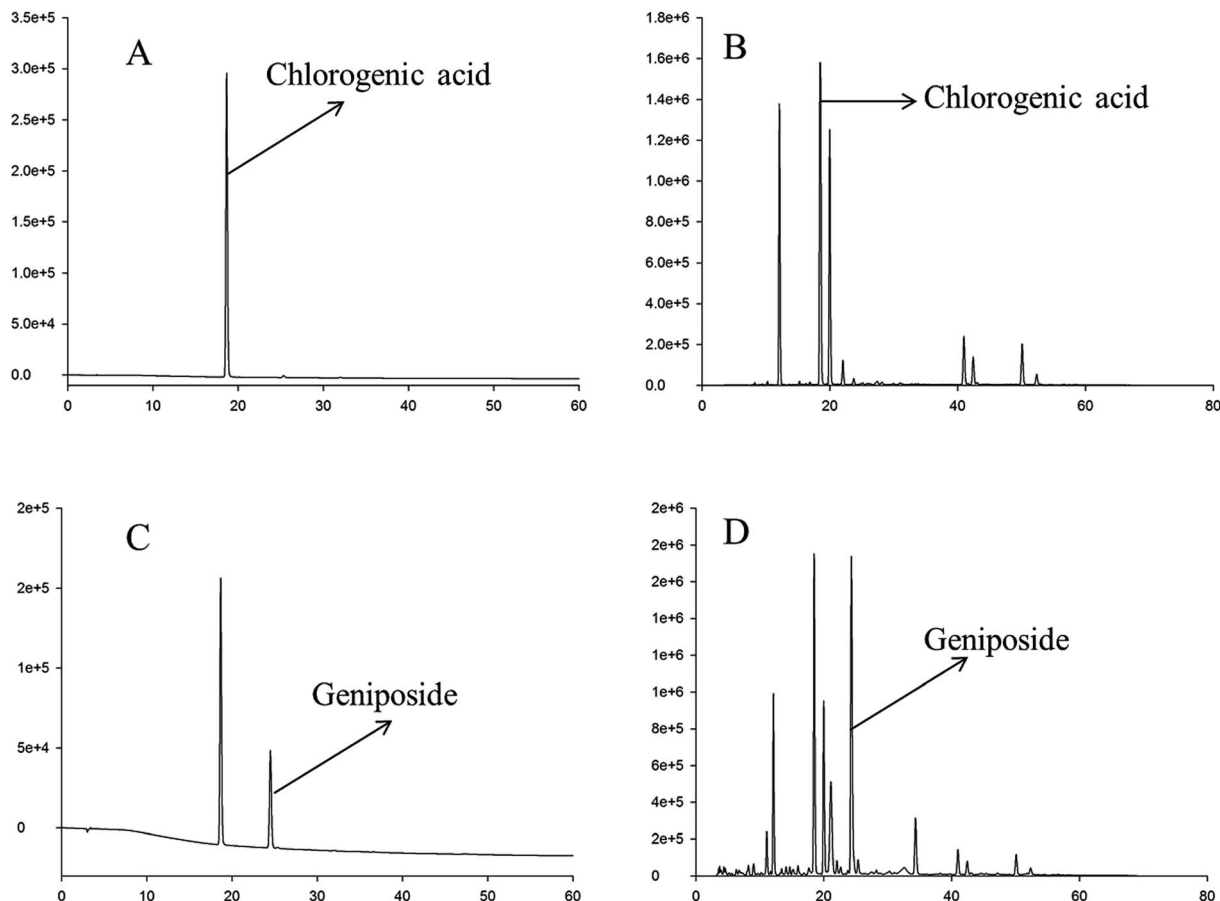 A
Chlorogenic acid
3.5e+5
3.0e+5
2.5e+5
2.0e+5
1.5e+5
1.0e+5
5.0e+4
0.0
0 10 20 30 40 50 60
B
Chlorogenic acid
1.8e+6
1.6e+6
1.4e+6
1.2e+6
1.0e+6
8.0e+5
6.0e+5
4.0e+5
2.0e+5
0.0
0 20 40 60 80
C
Geniposide
2e+5
2e+5
1e+5
5e+4
0
0 10 20 30 40 50 60
D
Geniposide
2e+6
2e+6
2e+6
1e+6
1e+6
1e+6
8e+5
6e+5
4e+5
2e+5
0
0 20 40 60 80